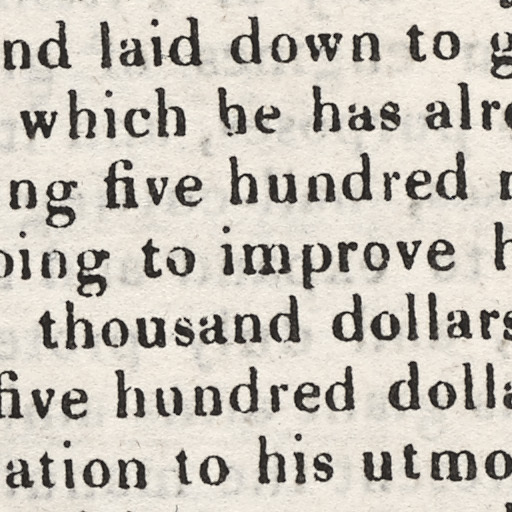 nd laid down to g
which he has alre
ng five hundred
oing to improve h
thousand dollars
five hundred dolla
ation to his utmo